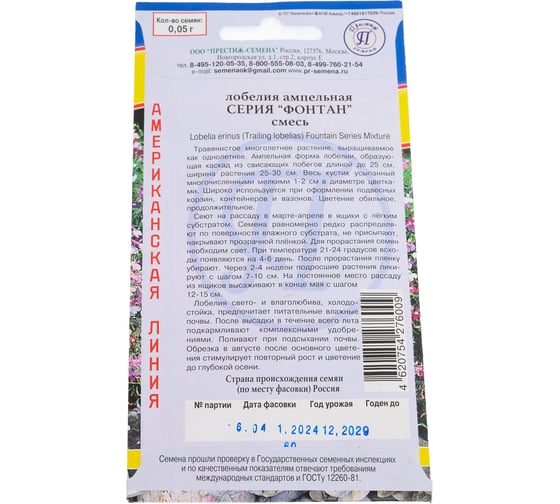 Кол-во семян:
0,05 г
ООО "ПРЕСТИЖ-СЕМЕНА" Россия, 127576, Москва,
Новгородская ул., д.1, стр.2, корпус Е
тел. 8-495-120-05-35, 8-800-555-08-03, 8-499-760-21-54
e-mail: semenaok@gmail.com www.pr-semena.ru
Престиж
семена
АМЕРИКАНСКАЯ ЛИНИЯ
лобелия ампельная
СЕРИЯ "ФОНТАН"
смесь
Lobelia erinus (Trailing lobelias) Fountain Series Mixture
Травянистое многолетнее растение, выращиваемое
как однолетнее. Ампельная форма лобелии, образую-
щая каскад из свисающих побегов длиной до 25 см,
ширина растения 25-30 см. Весь кустик усыпанный
многочисленными мелкими 1-2 см в диаметре цветка-
ми. Широко используется при оформлении подвесных
корзин, контейнеров и вазонов. Цветение обильное,
продолжительное.
Сеют на рассаду в марте-апреле в ящики с лёгким
субстратом. Семена равномерно редко распределя-
ют по поверхности влажного субстрата, не присыпают,
накрывают прозрачной плёнкой. Для прорастания семян
необходим свет. При температуре 21-24 градусов всхо-
ды появляются на 4-6 день. После прорастания пленку
убирают. Через 2-4 недели подросшие растения пики-
руют с шагом 7-10 см. На постоянное место рассаду
из ящиков высаживают в конце мая с шагом
12-15 см.
Лобелия свето- и влаголюбива, холодо-
стойка, предпочитает питательные влажные
почвы. После высадки в течение всего лета
подкармливают комплексными удобре-
ниями. Поливают при подсыхании почвы.
Обрезка в августе после основного цвете-
ния стимулирует повторный рост и цветение
до глубокой осени.
4 620754 276009
Страна происхождения семян
(по месту фасовки) Россия
№ партии Дата фасовки Год урожая Годен до
6.04 1.2024 12.2029
60
Семена прошли проверку в Государственных семенных инспекциях
и по качественным показателям отвечают требованиям
международных стандартов и ГОСТу 12260-81.